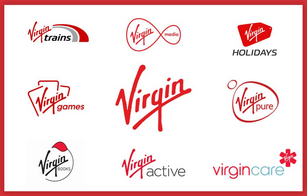 Virgin
trains
Virgin
media
Virgin
HOLIDAYS
Virgin
games
Virgin
Virgin
pure
Virgin
BOOKS
Virgin
active
virgincare